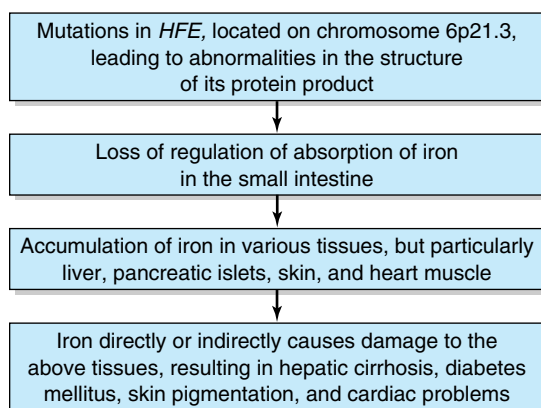 Mutations in HFE, located on chromosome 6p21.3,
leading to abnormalities in the structure
of its protein product
Loss of regulation of absorption of iron
in the small intestine
Accumulation of iron in various tissues, but particularly
liver, pancreatic islets, skin, and heart muscle
Iron directly or indirectly causes damage to the
above tissues, resulting in hepatic cirrhosis, diabetes
mellitus, skin pigmentation, and cardiac problems